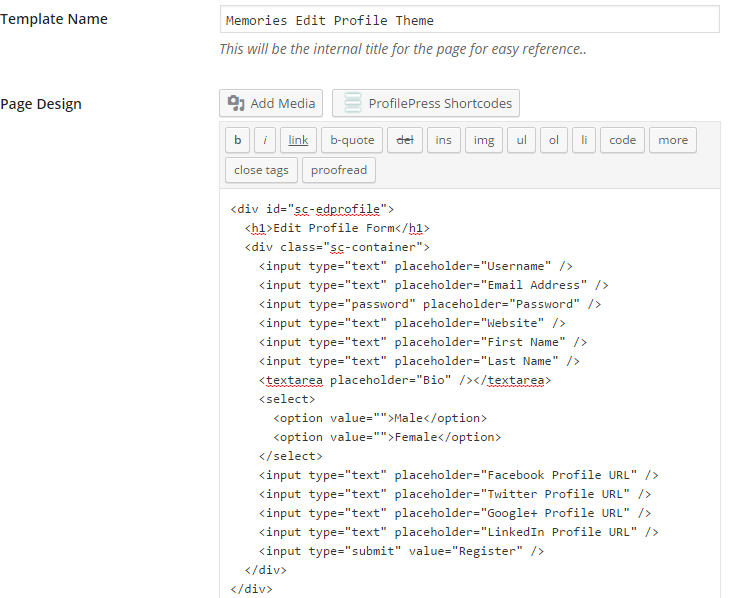 Template Name
Memories Edit Profile Theme
This will be the internal title for the page for easy reference..
Page Design
Add Media
ProfilePress Shortcodes
b i link b-quote del ins img ul ol li code more
close tags proofread
<div id="sc-edprofile">
  <h1>Edit Profile Form</h1>
  <div class="sc-container">
    <input type="text" placeholder="Username" />
    <input type="text" placeholder="Email Address" />
    <input type="password" placeholder="Password" />
    <input type="text" placeholder="Website" />
    <input type="text" placeholder="First Name" />
    <input type="text" placeholder="Last Name" />
    <textarea placeholder="Bio" /></textarea>
    <select>
      <option value="">Male</option>
      <option value="">Female</option>
    </select>
    <input type="text" placeholder="Facebook Profile URL" />
    <input type="text" placeholder="Twitter Profile URL" />
    <input type="text" placeholder="Google+ Profile URL" />
    <input type="text" placeholder="LinkedIn Profile URL" />
    <input type="submit" value="Register" />
  </div>
</div>